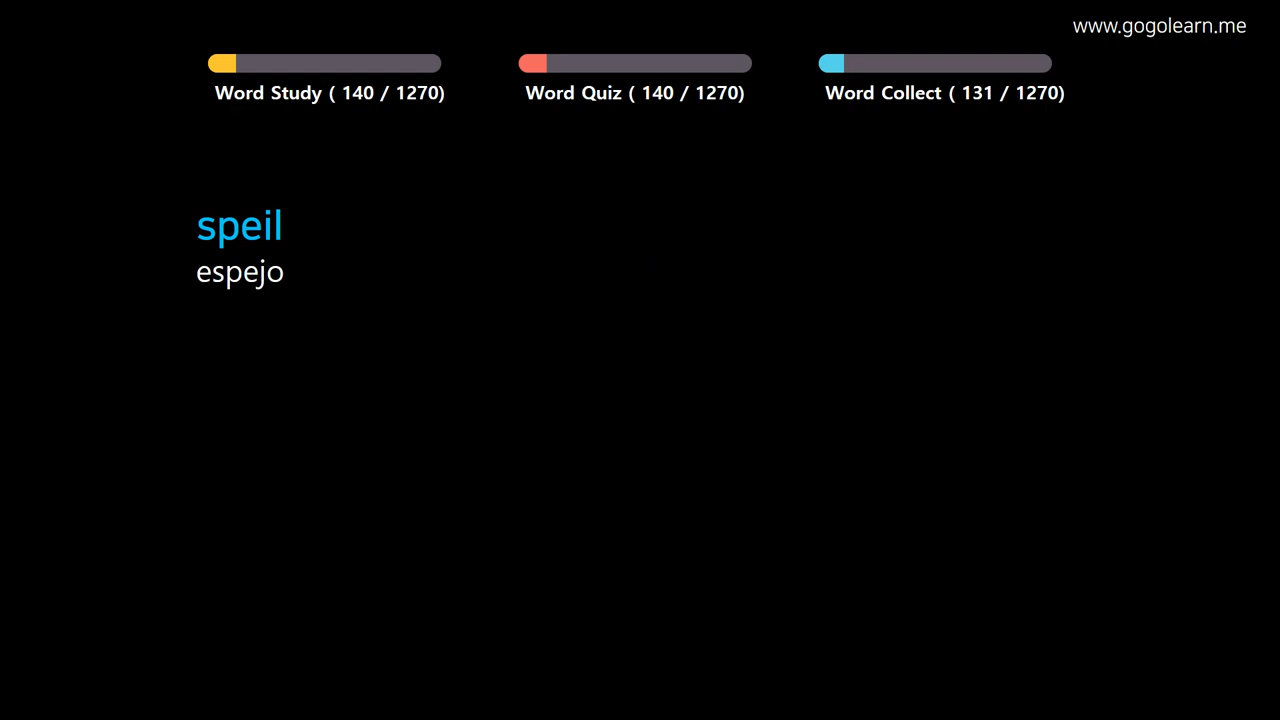 www.gogolearn.me
Word Study ( 140 / 1270)
Word Quiz ( 140 / 1270)
Word Collect ( 131 / 1270)
speil
espejo